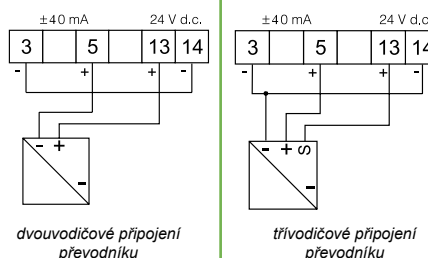 ±40 mA 24 V d.c.
3 5 13 14
- + + -
- +
-
dvouvodičové připojení
převodníku
±40 mA 24 V d.c.
3 5 13 14
- + + -
- + S
-
třívodičové připojení
převodníku